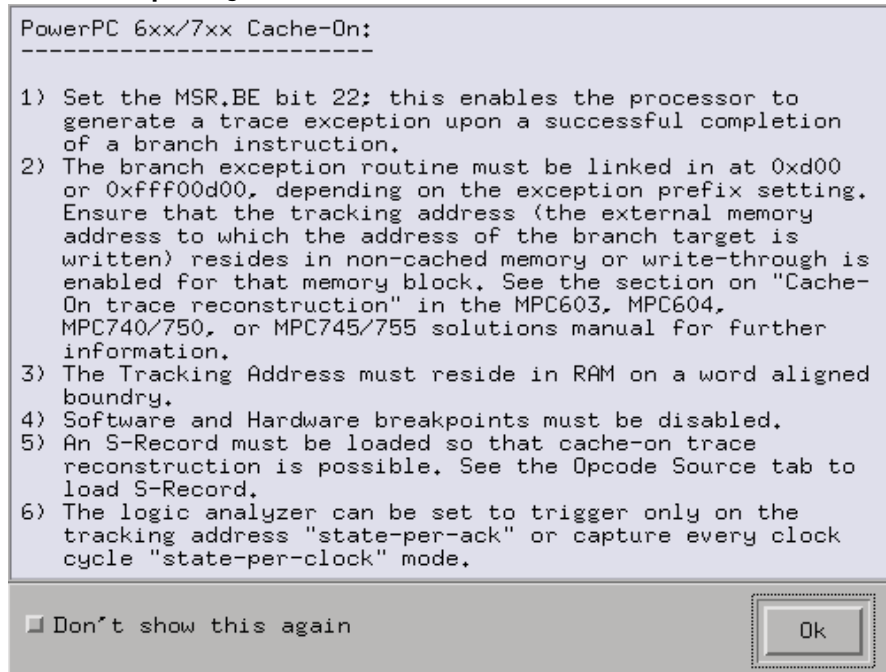 PowerPC 6xx/7xx Cache-On:
-------------------------
1) Set the MSR.BE bit 22; this enables the processor to
generate a trace exception upon a successful completion
of a branch instruction.
2) The branch exception routine must be linked in at 0xd00
or 0xfff00d00, depending on the exception prefix setting.
Ensure that the tracking address (the external memory
address to which the address of the branch target is
written) resides in non-cached memory or write-through is
enabled for that memory block. See the section on "Cache-
On trace reconstruction" in the MPC603, MPC604,
MPC740/750, or MPC745/755 solutions manual for further
information.
3) The Tracking Address must reside in RAM on a word aligned
boundry.
4) Software and Hardware breakpoints must be disabled.
5) An S-Record must be loaded so that cache-on trace
reconstruction is possible. See the Opcode Source tab to
load S-Record.
6) The logic analyzer can be set to trigger only on the
tracking address "state-per-ack" or capture every clock
cycle "state-per-clock" mode.
Don't show this again
Ok